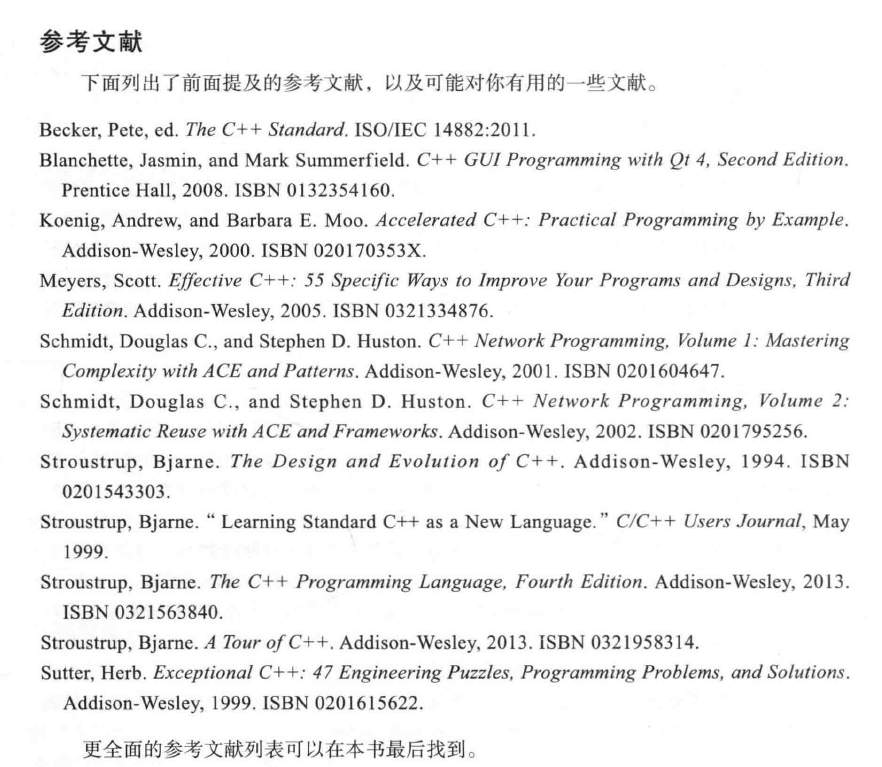 参考文献
下面列出了前面提及的参考文献，以及可能对你有用的一些文献。
Becker, Pete, ed. The C++ Standard. ISO/IEC 14882:2011.
Blanchette, Jasmin, and Mark Summerfield. C++ GUI Programming with Qt 4, Second Edition.
Prentice Hall, 2008. ISBN 0132354160.
Koenig, Andrew, and Barbara E. Moo. Accelerated C++: Practical Programming by Example.
Addison-Wesley, 2000. ISBN 020170353X.
Meyers, Scott. Effective C++: 55 Specific Ways to Improve Your Programs and Designs, Third
Edition. Addison-Wesley, 2005. ISBN 0321334876.
Schmidt, Douglas C., and Stephen D. Huston. C++ Network Programming, Volume 1: Mastering
Complexity with ACE and Patterns. Addison-Wesley, 2001. ISBN 0201604647.
Schmidt, Douglas C., and Stephen D. Huston. C++ Network Programming, Volume 2:
Systematic Reuse with ACE and Frameworks. Addison-Wesley, 2002. ISBN 0201795256.
Stroustrup, Bjarne. The Design and Evolution of C++. Addison-Wesley, 1994. ISBN
0201543303.
Stroustrup, Bjarne. “Learning Standard C++ as a New Language.” C/C++ Users Journal, May
1999.
Stroustrup, Bjarne. The C++ Programming Language, Fourth Edition. Addison-Wesley, 2013.
ISBN 0321563840.
Stroustrup, Bjarne. A Tour of C++. Addison-Wesley, 2013. ISBN 0321958314.
Sutter, Herb. Exceptional C++: 47 Engineering Puzzles, Programming Problems, and Solutions.
Addison-Wesley, 1999. ISBN 0201615622.
更全面的参考文献列表可以在本书最后找到。